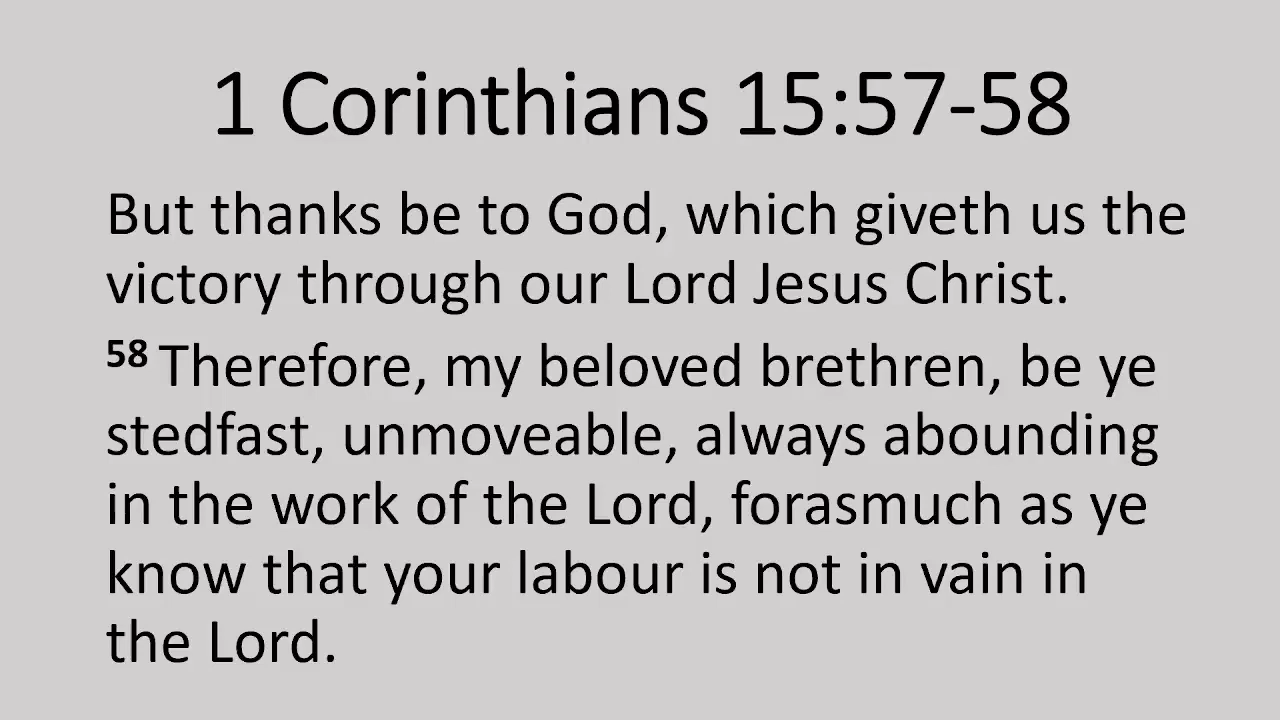 1 Corinthians 15:57-58
But thanks be to God, which giveth us the
victory through our Lord Jesus Christ.
58 Therefore, my beloved brethren, be ye
stedfast, unmoveable, always abounding
in the work of the Lord, forasmuch as ye
know that your labour is not in vain in
the Lord.